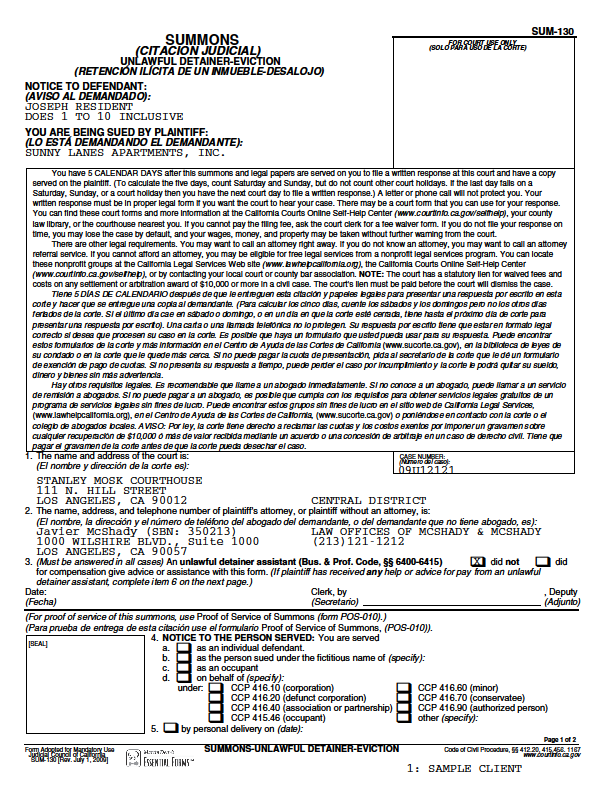 SUM-130
SUMMONS
(CITACION JUDICIAL)
UNLAWFUL DETAINER-EVICTION
(RETENCIÓN ILÍCITA DE UN INMUEBLE-DESALOJO)
FOR COURT USE ONLY
(SOLO PARA USO DE LA CORTE)
NOTICE TO DEFENDANT:
(AVISO AL DEMANDADO):
JOSEPH RESIDENT
DOES 1 TO 10 INCLUSIVE
YOU ARE BEING SUED BY PLAINTIFF:
(LO ESTÁ DEMANDANDO EL DEMANDANTE):
SUNNY LANES APARTMENTS, INC.
You have 5 CALENDAR DAYS after this summons and legal papers are served on you to file a written response at this court and have a copy
served on the plaintiff. (To calculate the five days, count Saturday and Sunday, but do not count other court holidays. If the last day falls on a
Saturday, Sunday, or a court holiday then you have the next court day to file a written response.) A letter or phone call will not protect you. Your
written response must be in proper legal form if you want the court to hear your case. There may be a court form that you can use for your response.
You can find these court forms and more information at the California Courts Online Self-Help Center (www.courtinfo.ca.gov/selfhelp), your county
law library, or the courthouse nearest you. If you cannot pay the filing fee, ask the court clerk for a fee waiver form. If you do not file your response on
time, you may lose the case by default, and your wages, money, and property may be taken without further warning from the court.
There are other legal requirements. You may want to call an attorney right away. If you do not know an attorney, you may want to call an attorney
referral service. If you cannot afford an attorney, you may be eligible for free legal services from a nonprofit legal services program. You can locate
these nonprofit groups at the California Legal Services Web site (www.lawhelpcalifornia.org), the California Courts Online Self-Help Center
(www.courtinfo.ca.gov/selfhelp), or by contacting your local court or county bar association. NOTE: The court has a statutory lien for waived fees and
costs on any settlement or arbitration award of $10,000 or more in a civil case. The court's lien must be paid before the court will dismiss the case.
Tiene 5 DÍAS DE CALENDARIO después de que le entreguen esta citación y papeles legales para presentar una respuesta por escrito en esta
corte y hacer que se entregue una copia al demandante. (Para calcular los cinco días, cuente los sábados y los domingos pero no los otros días
feriados de la corte. Si el último día cae en sábado o domingo, o en un día en que la corte esté cerrada, tiene hasta el próximo día de corte para
presentar una respuesta por escrito). Una carta o una llamada telefónica no lo protegen. Su respuesta por escrito tiene que estar en formato legal
correcto si desea que procesen su caso en la corte. Es posible que haya un formulario que usted pueda usar para su respuesta. Puede encontrar
estos formularios de la corte y más información en el Centro de Ayuda de las Cortes de California (www.sucorte.ca.gov), en la biblioteca de leyes de
su condado o en la corte que le quede más cerca. Si no puede pagar la cuota de presentación, pida al secretario de la corte que le dé un formulario
de exención de pago de cuotas. Si no presenta su respuesta a tiempo, puede perder el caso por incumplimiento y la corte le podrá quitar su sueldo,
dinero y bienes sin más advertencia.
Hay otros requisitos legales. Es recomendable que llame a un abogado inmediatamente. Si no conoce a un abogado, puede llamar a un servicio
de remisión a abogados. Si no puede pagar a un abogado, es posible que cumpla con los requisitos para obtener servicios legales gratuitos de un
programa de servicios legales sin fines de lucro. Puede encontrar estos grupos sin fines de lucro en el sitio web de California Legal Services,
(www.lawhelpcalifornia.org), en el Centro de Ayuda de las Cortes de California, (www.sucorte.ca.gov) o poniéndose en contacto con la corte o el
colegio de abogados locales. AVISO: Por ley, la corte tiene derecho a reclamar las cuotas y los costos exentos por imponer un gravamen sobre
cualquier recuperación de $10,000 ó más de valor recibida mediante un acuerdo o una concesión de arbitraje en un caso de derecho civil. Tiene que
pagar el gravamen de la corte antes de que la corte pueda desechar el caso.
1. The name and address of the court is:
(El nombre y dirección de la corte es):
CASE NUMBER:
(Número del caso):
09U12121
STANLEY MOSK COURTHOUSE
111 N. HILL STREET
LOS ANGELES, CA 90012 CENTRAL DISTRICT
2. The name, address, and telephone number of plaintiff's attorney, or plaintiff without an attorney, is:
(El nombre, la dirección y el número de teléfono del abogado del demandante, o del demandante que no tiene abogado, es):
Javier McShady (SBN: 350213) LAW OFFICES OF MCSHADY & MCSHADY
1000 WILSHIRE BLVD., Suite 1000 (213)121-1212
LOS ANGELES, CA 90057
3. (Must be answered in all cases) An unlawful detainer assistant (Bus. & Prof. Code, §§ 6400-6415) X did not did
for compensation give advice or assistance with this form. (If plaintiff has received any help or advice for pay from an unlawful
detainer assistant, complete item 6 on the next page.)
Date: Clerk, by , Deputy
(Fecha) (Secretario) (Adjunto)
(For proof of service of this summons, use Proof of Service of Summons (form POS-010).)
(Para prueba de entrega de esta citatión use el formulario Proof of Service of Summons, (POS-010)).
[SEAL]
4. NOTICE TO THE PERSON SERVED: You are served
a. as an individual defendant.
b. as the person sued under the fictitious name of (specify):
c. as an occupant
d. on behalf of (specify):
under: CCP 416.10 (corporation) CCP 416.60 (minor)
CCP 416.20 (defunct corporation) CCP 416.70 (conservatee)
CCP 416.40 (association or partnership) CCP 416.90 (authorized person)
CCP 415.46 (occupant) other (specify):
5. by personal delivery on (date):
Page 1 of 2
Form Adopted for Mandatory Use
Judicial Council of California
SUM-130 [Rev. July 1, 2009]
Martin Dean's
ESSENTIAL FORMS™
SUMMONS-UNLAWFUL DETAINER-EVICTION
Code of Civil Procedure, §§ 412.20, 415.456, 1167
www.courtinfo.ca.gov
1: SAMPLE CLIENT